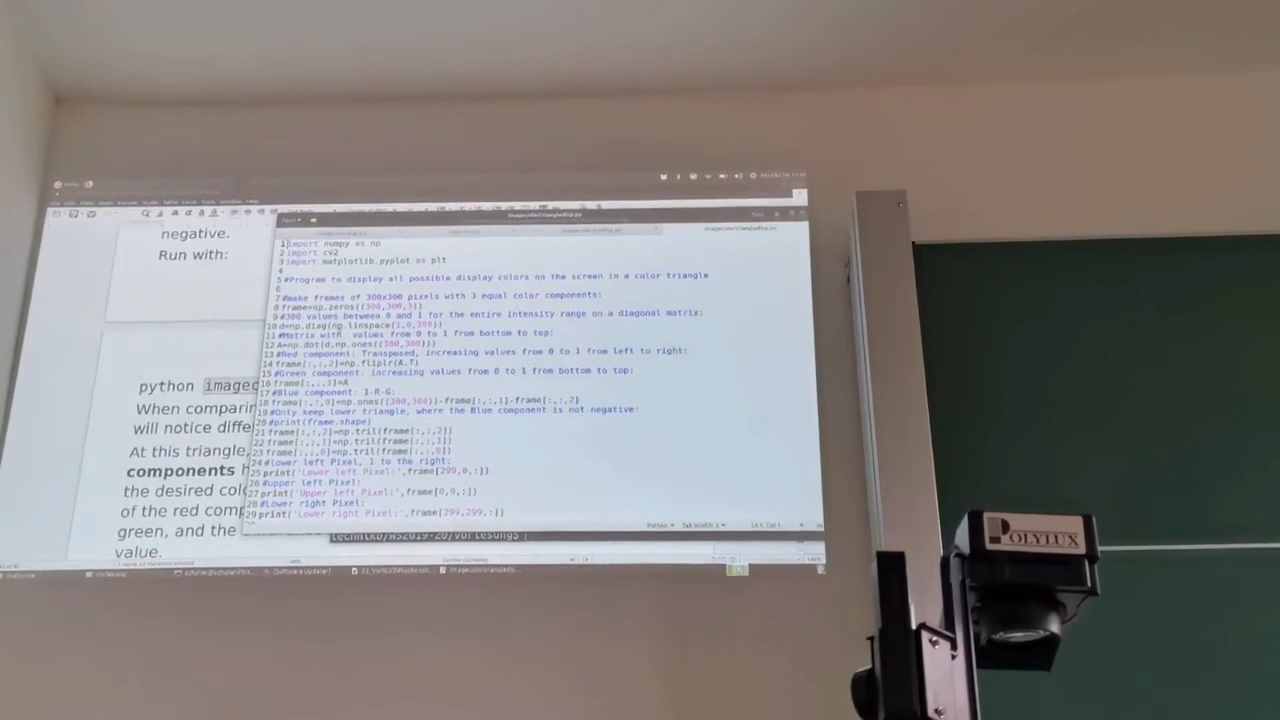 negative.
Run with:
python imagec
When comparin
will notice diffe
At this triangle,
components h
the desired colo
of the red comp
green, and the
value.
1 import numpy as np
2 import cv2
3 import matplotlib.pyplot as plt
4
5 #Program to display all possible display colors on the screen in a color triangle
6
7 #make frames of 300x300 pixels with 3 equal color components:
8 frame=np.zeros((300,300,3))
9 #300 values between 0 and 1 for the entire intensity range on a diagonal matrix:
10 d=np.diag(np.linspace(1,0,300))
11 #Matrix with  values from 0 to 1 from bottom to top:
12 A=np.dot(d,np.ones((300,300)))
13 #Red component: Transposed, increasing values from 0 to 1 from left to right:
14 frame[:,:,2]=np.fliplr(A.T)
15 #Green component: increasing values from 0 to 1 from bottom to top:
16 frame[:,:,1]=A
17 #Blue component: 1-R-G:
18 frame[:,:,0]=np.ones((300,300))-frame[:,:,1]-frame[:,:,2]
19 #Only keep lower triangle, where the Blue component is not negative:
20 #print(frame.shape)
21 frame[:,:,2]=np.tril(frame[:,:,2])
22 frame[:,:,1]=np.tril(frame[:,:,1])
23 frame[:,:,0]=np.tril(frame[:,:,0])
24 #lower left Pixel, 1 to the right:
25 print('Lower left Pixel:',frame[299,0,:])
26 #upper left Pixel:
27 print('Upper left Pixel:',frame[0,0,:])
28 #Lower right Pixel:
29 print('Lower right Pixel:',frame[299,299,:])
Python
Tab Width: 8
Ln 1, Col 1
POLYLUX